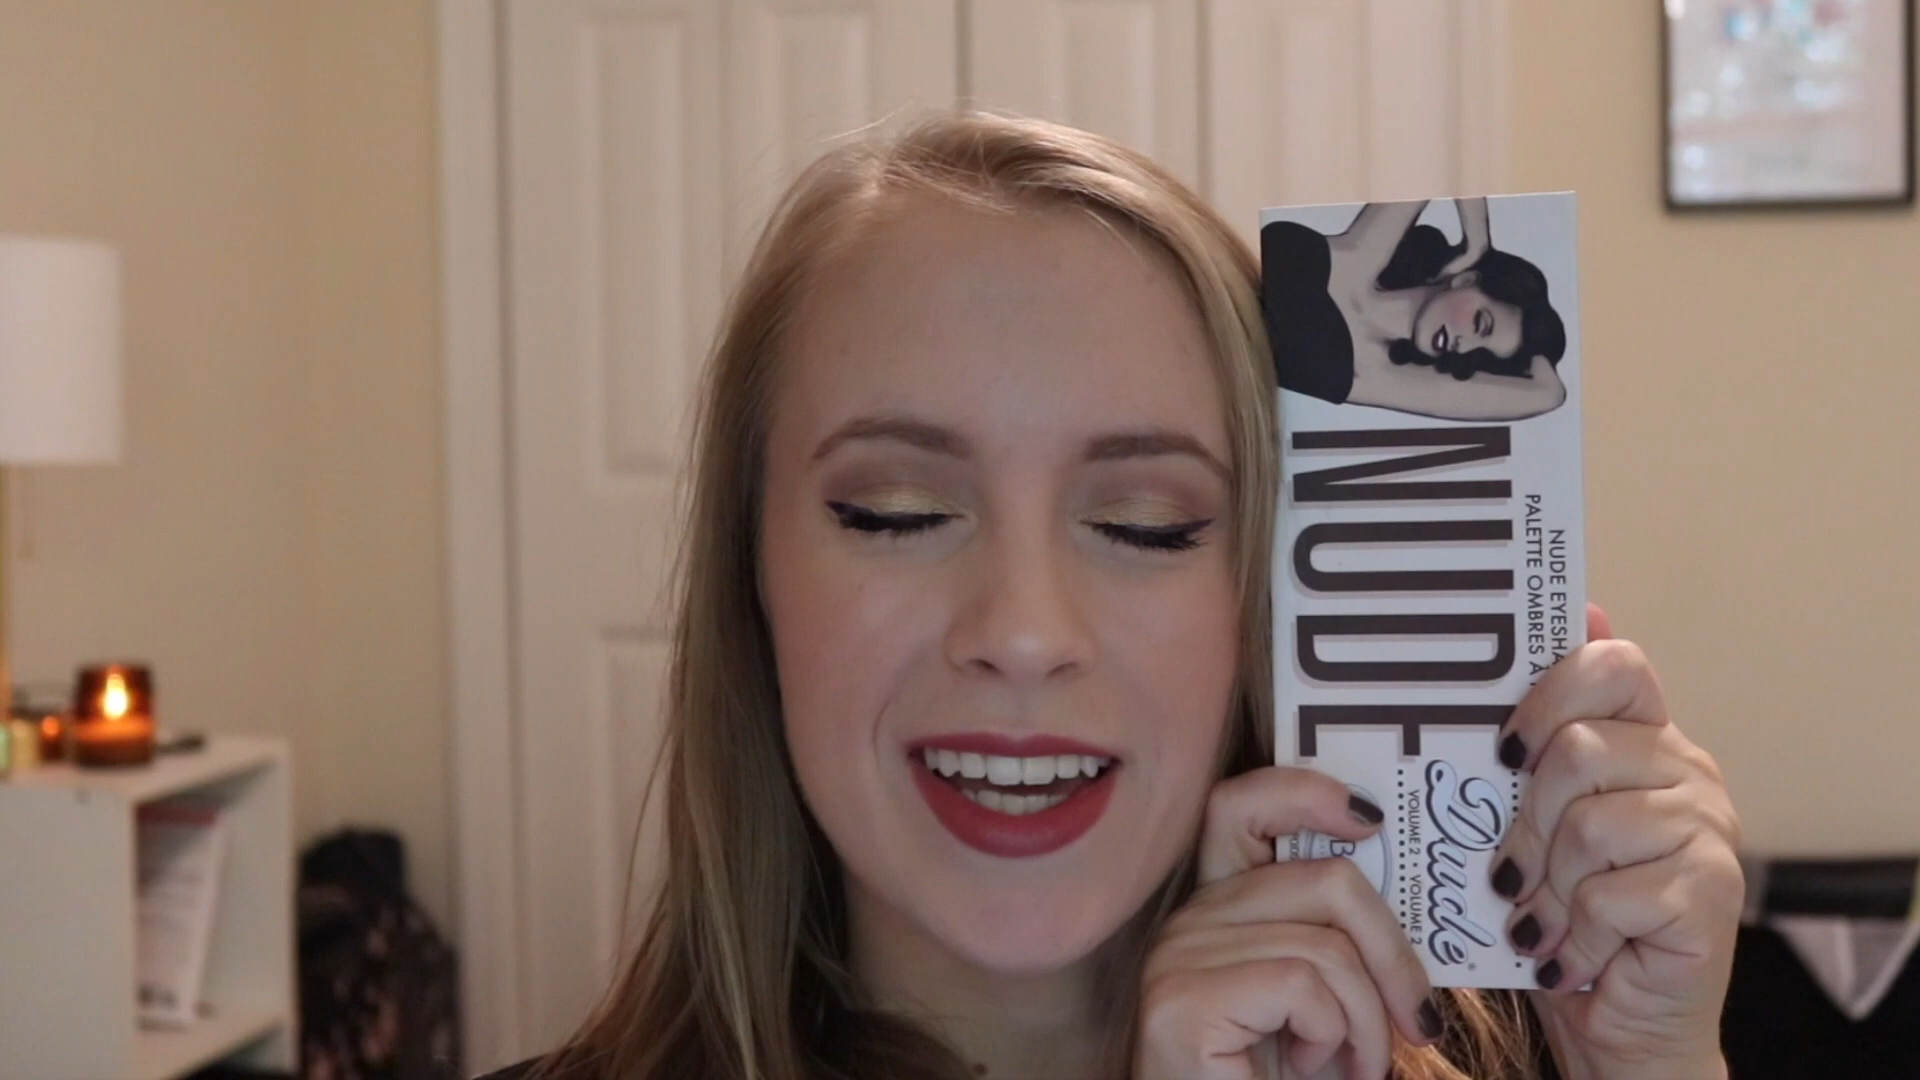 NUDE EYESHA
PALETTE OMBRES À
NUDE
Dude®
VOLUME 2 • VOLUME 2
B